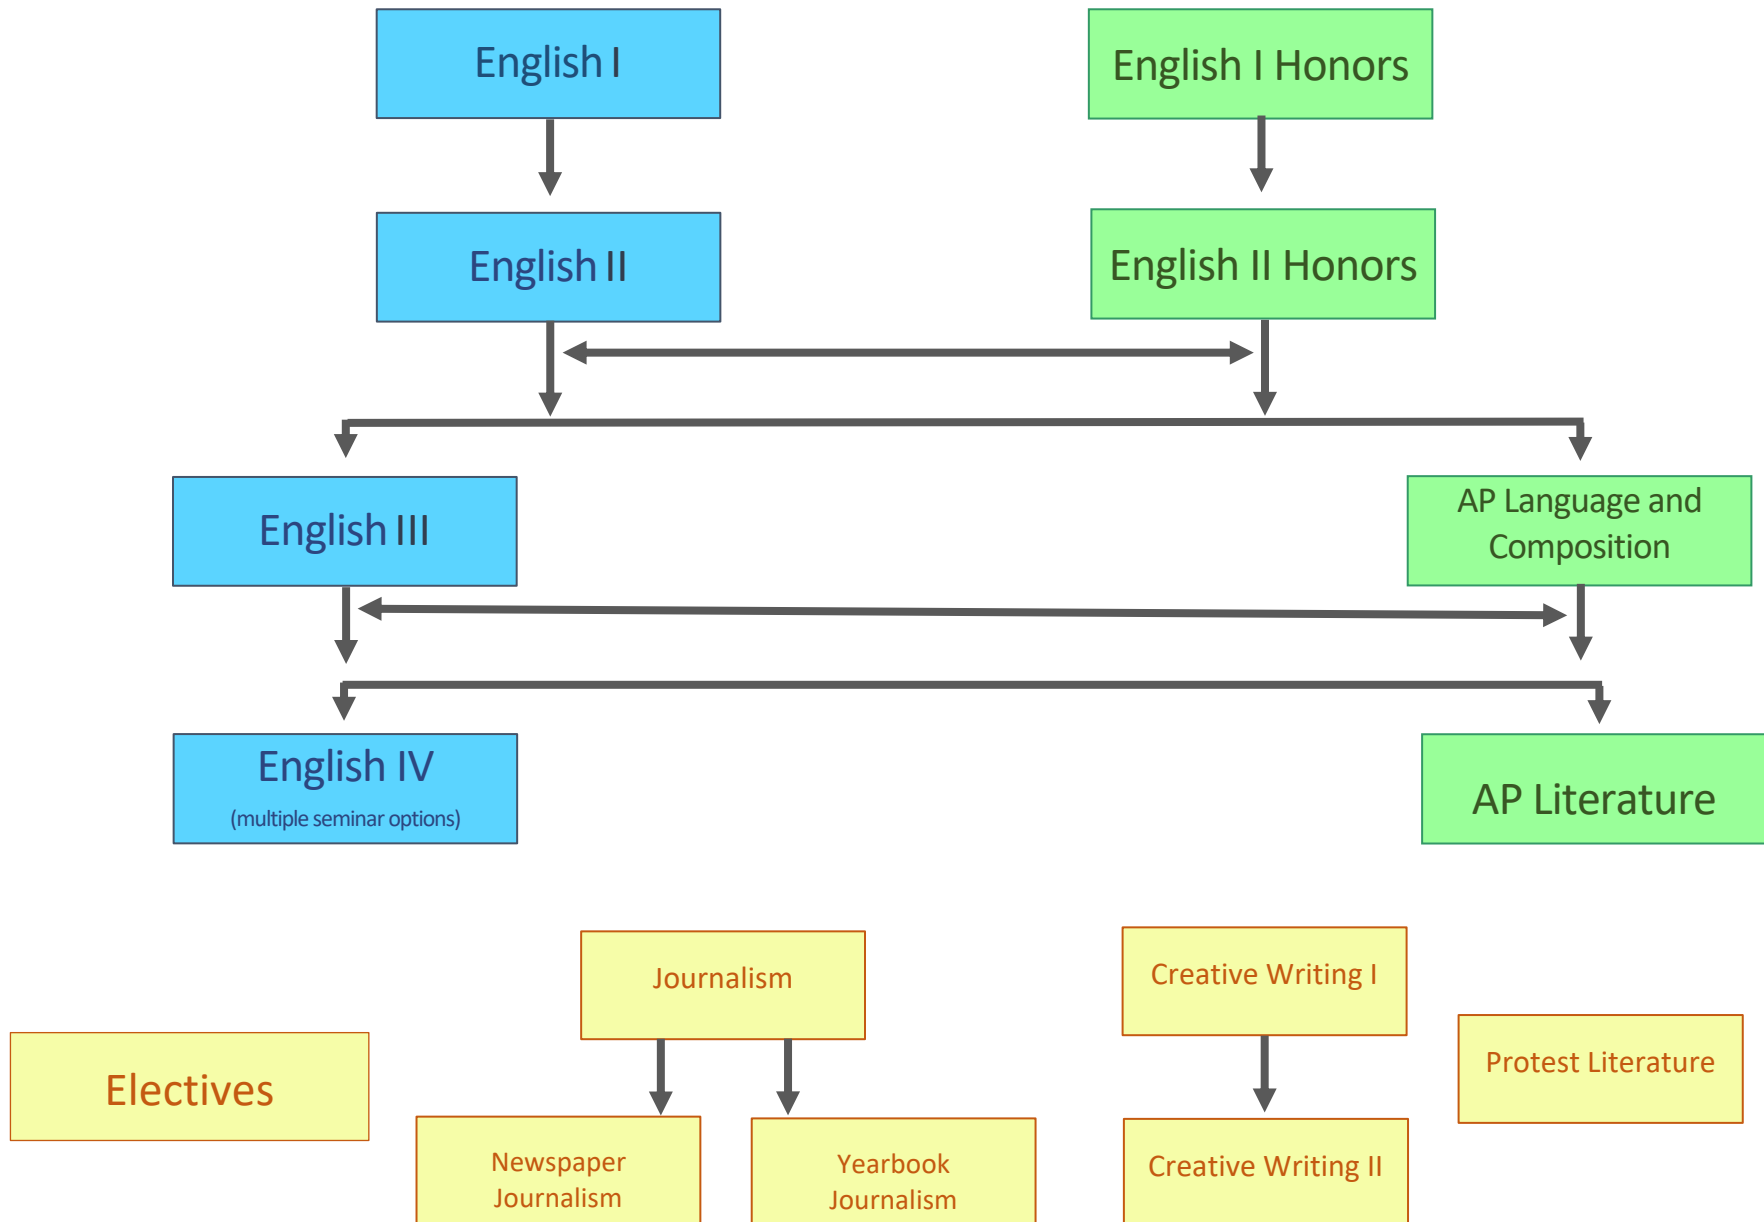 English I
English I Honors
English II
English II Honors
English III
AP Language and
Composition
English IV
(multiple seminar options)
AP Literature
Journalism
Creative Writing I
Electives
Protest Literature
Newspaper
Journalism
Yearbook
Journalism
Creative Writing II